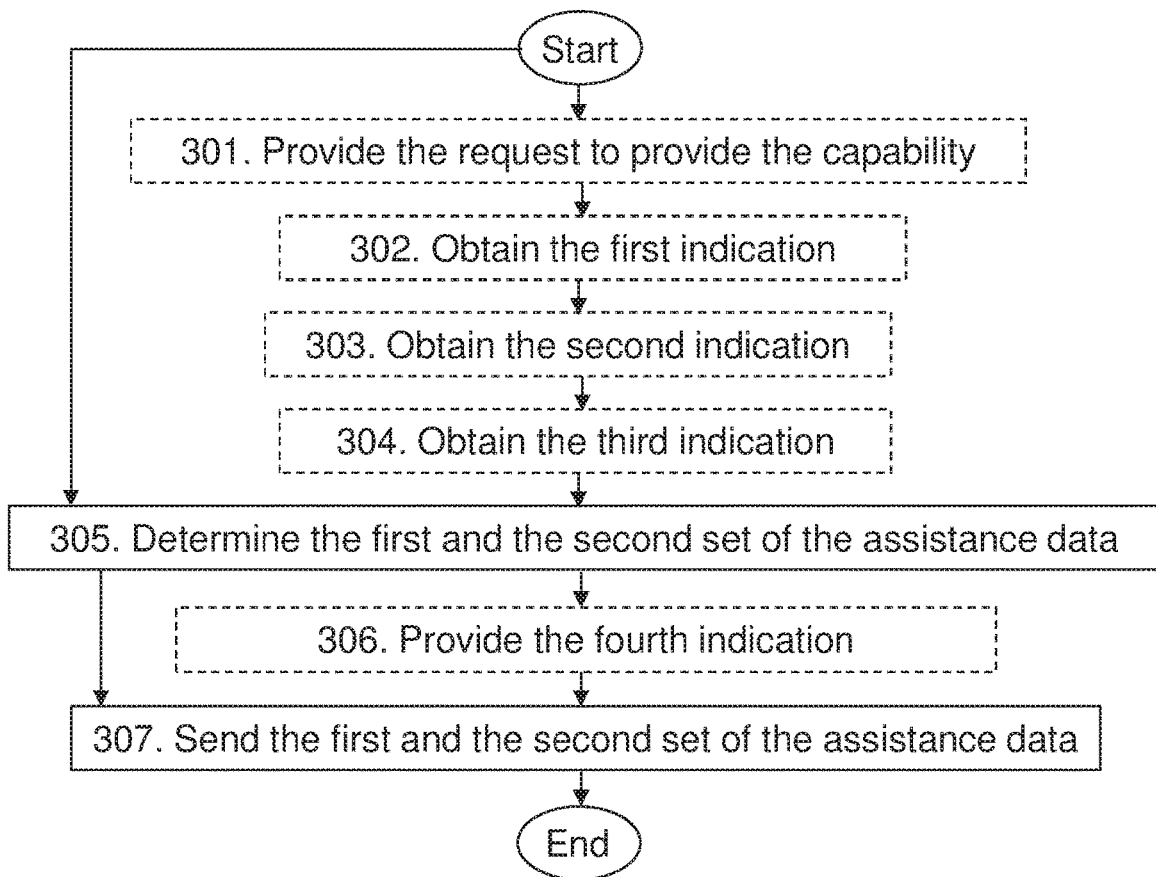 Start
301. Provide the request to provide the capability
302. Obtain the first indication
303. Obtain the second indication
304. Obtain the third indication
305. Determine the first and the second set of the assistance data
306. Provide the fourth indication
307. Send the first and the second set of the assistance data
End